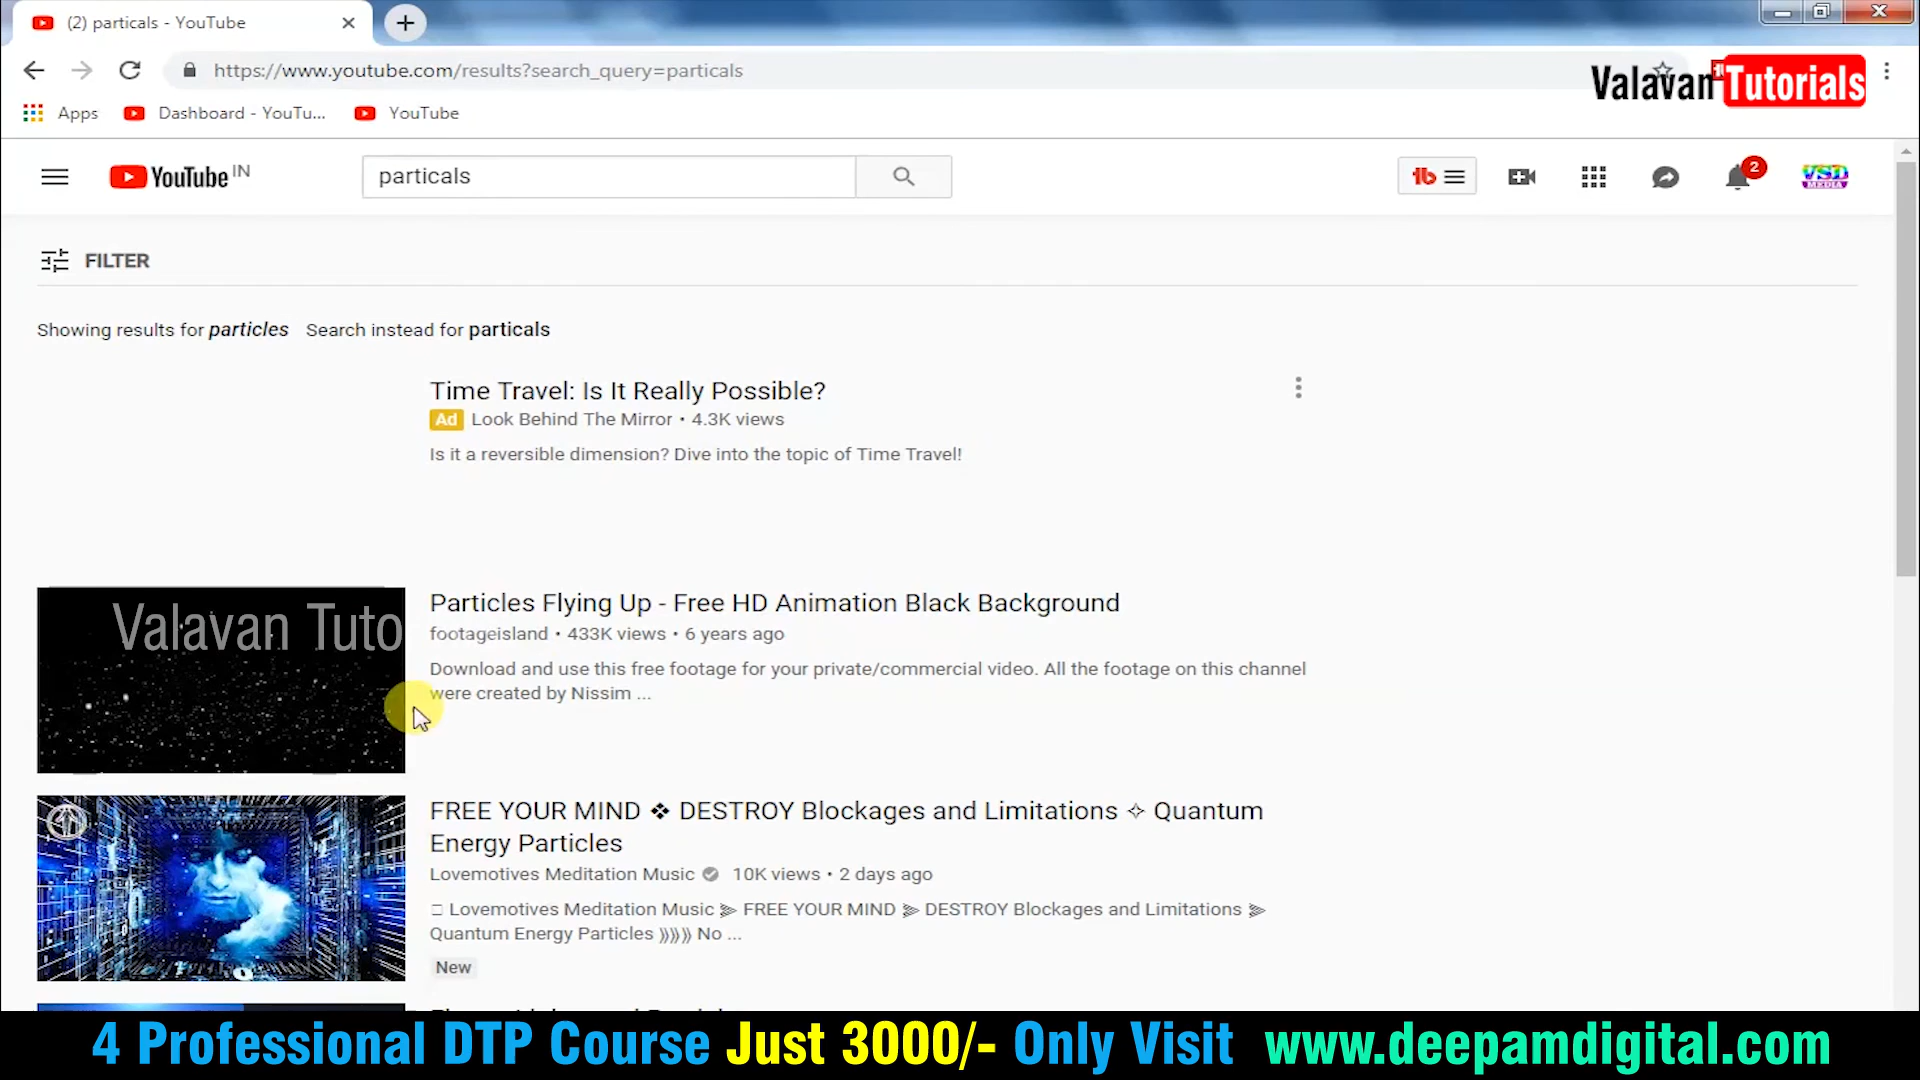 (2) particals - YouTube
https://www.youtube.com/results?search_query=particals
Valavan Tutorials
Apps
Dashboard - YouTu...
YouTube
YouTube IN
particals
2
VSD
MEDIA
FILTER
Showing results for particles Search instead for particals
Time Travel: Is It Really Possible?
Ad Look Behind The Mirror • 4.3K views
Is it a reversible dimension? Dive into the topic of Time Travel!
Valavan Tuto
Particles Flying Up - Free HD Animation Black Background
footageisland • 433K views • 6 years ago
Download and use this free footage for your private/commercial video. All the footage on this channel
were created by Nissim ...
FREE YOUR MIND ❖ DESTROY Blockages and Limitations ✧ Quantum
Energy Particles
Lovemotives Meditation Music 10K views • 2 days ago
□ Lovemotives Meditation Music ⫸ FREE YOUR MIND ⫸ DESTROY Blockages and Limitations ⫸
Quantum Energy Particles ⟫⟫⟫⟫ No ...
New
4 Professional DTP Course Just 3000/- Only Visit www.deepamdigital.com